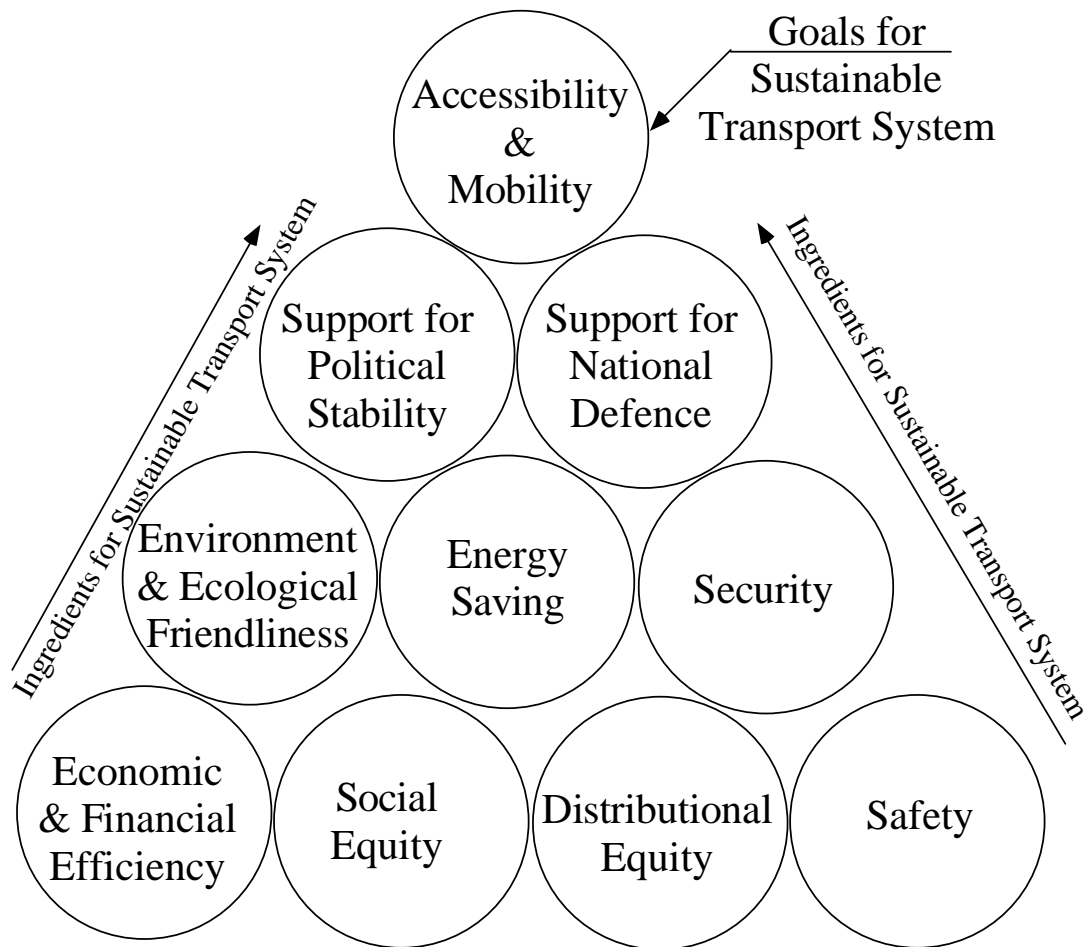 Goals for
Sustainable
Transport System
Accessibility
&
Mobility
Ingredients for Sustainable Transport System
Ingredients for Sustainable Transport System
Support for
Political
Stability
Support for
National
Defence
Environment
& Ecological
Friendliness
Energy
Saving
Security
Economic
& Financial
Efficiency
Social
Equity
Distributional
Equity
Safety